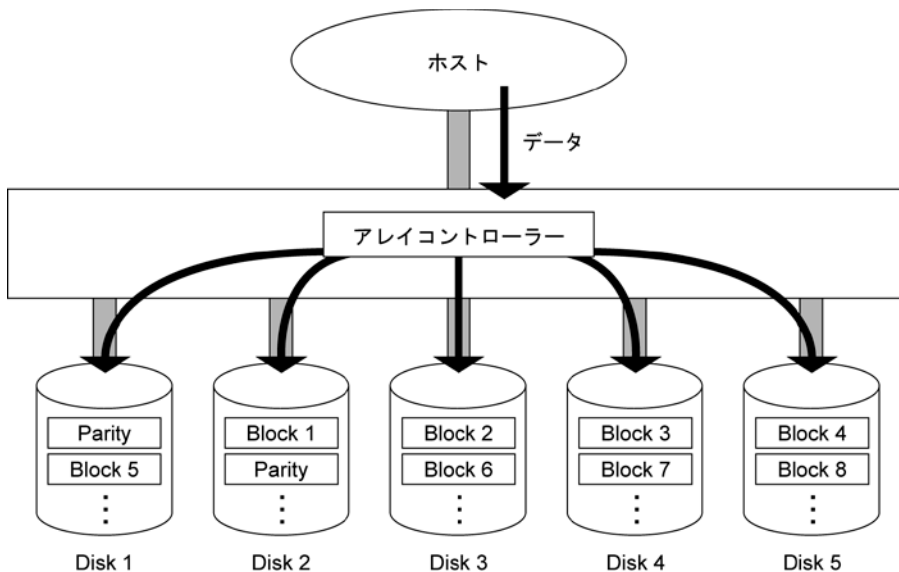 ホスト
データ
アレイコントローラー
Parity Block 1 Block 2 Block 3 Block 4
Block 5 Parity Block 6 Block 7 Block 8
Disk 1 Disk 2 Disk 3 Disk 4 Disk 5